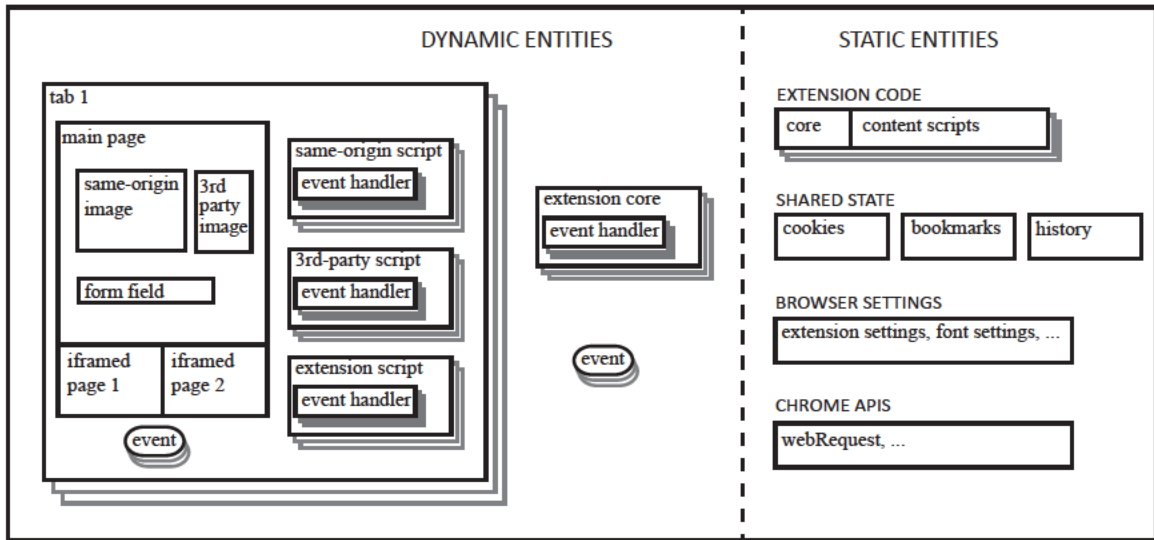 DYNAMIC ENTITIES
STATIC ENTITIES
tab 1
main page
same-origin
image
3rd
party
image
form field
iframed
page 1
iframed
page 2
event
same-origin script
event handler
3rd-party script
event handler
extension script
event handler
extension core
event handler
event
EXTENSION CODE
core
content scripts
SHARED STATE
cookies
bookmarks
history
BROWSER SETTINGS
extension settings, font settings, ...
CHROME APIS
webRequest, ...